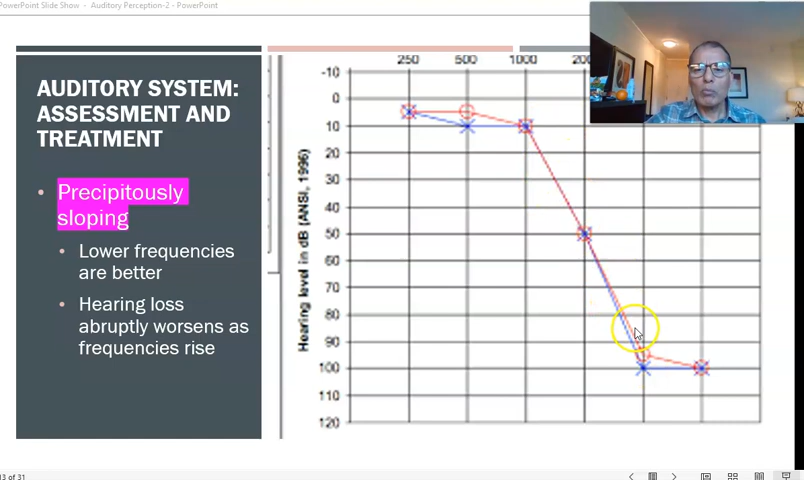 PowerPoint Slide Show - Auditory Perception-2 - PowerPoint
AUDITORY SYSTEM:
ASSESSMENT AND
TREATMENT
Precipitously
sloping
Lower frequencies
are better
Hearing loss
abruptly worsens as
frequencies rise
250 500 1000
Hearing level in dB (ANSI, 1996)
-10
0
10
20
30
40
50
60
70
80
90
100
110
120
13 of 31